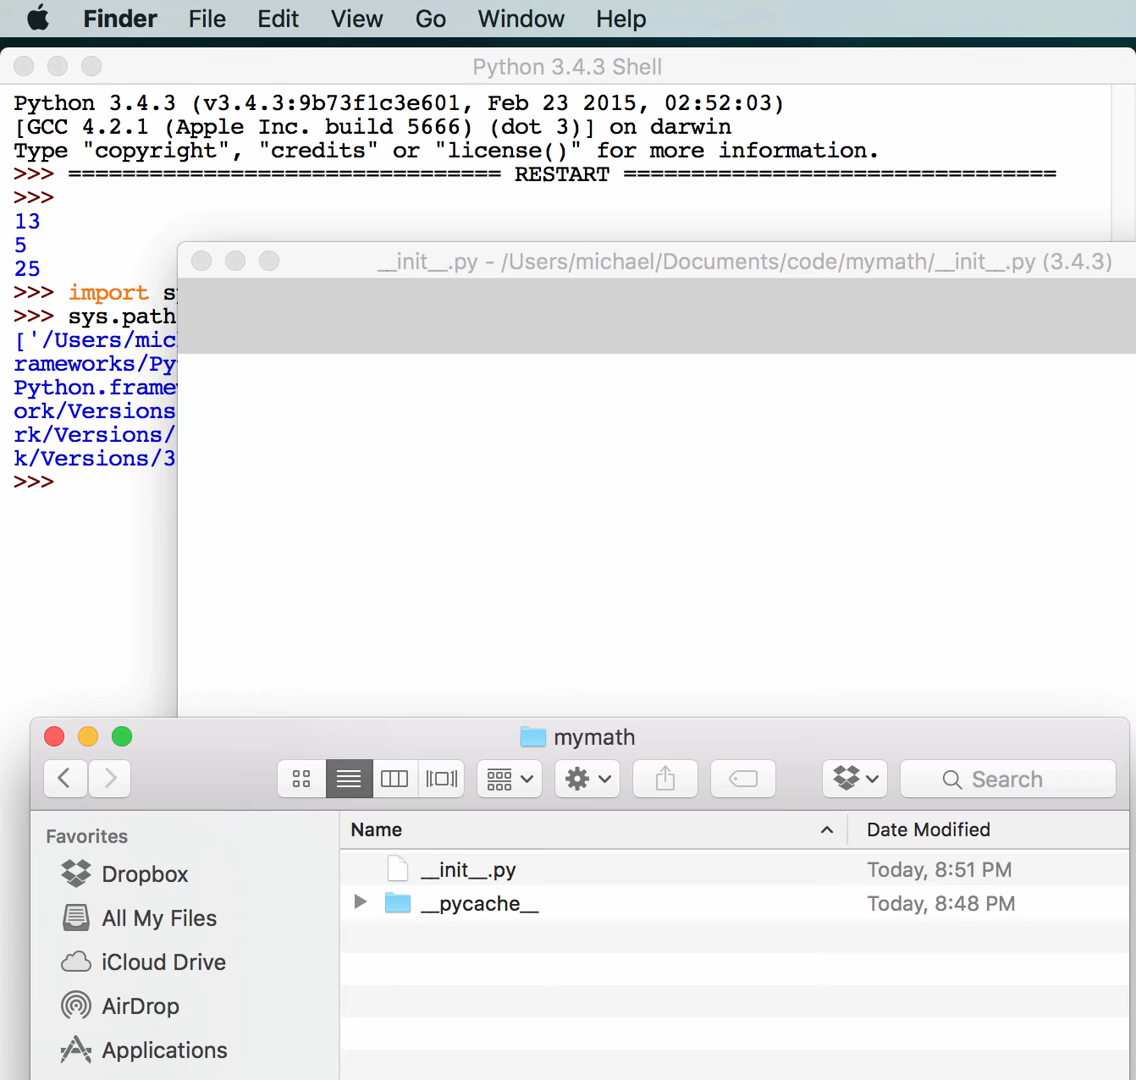 Finder File Edit View Go Window Help
Python 3.4.3 Shell
Python 3.4.3 (v3.4.3:9b73f1c3e601, Feb 23 2015, 02:52:03)
[GCC 4.2.1 (Apple Inc. build 5666) (dot 3)] on darwin
Type "copyright", "credits" or "license()" for more information.
>>> ================================ RESTART ================================
>>>
13
5
25
>>> import s
>>> sys.path
['/Users/mic
rameworks/Py
Python.frame
ork/Versions
rk/Versions/
k/Versions/3
>>>
__init__.py - /Users/michael/Documents/code/mymath/__init__.py (3.4.3)
mymath
Search
Favorites
Dropbox
All My Files
iCloud Drive
AirDrop
Applications
Name Date Modified
__init__.py Today, 8:51 PM
__pycache__ Today, 8:48 PM